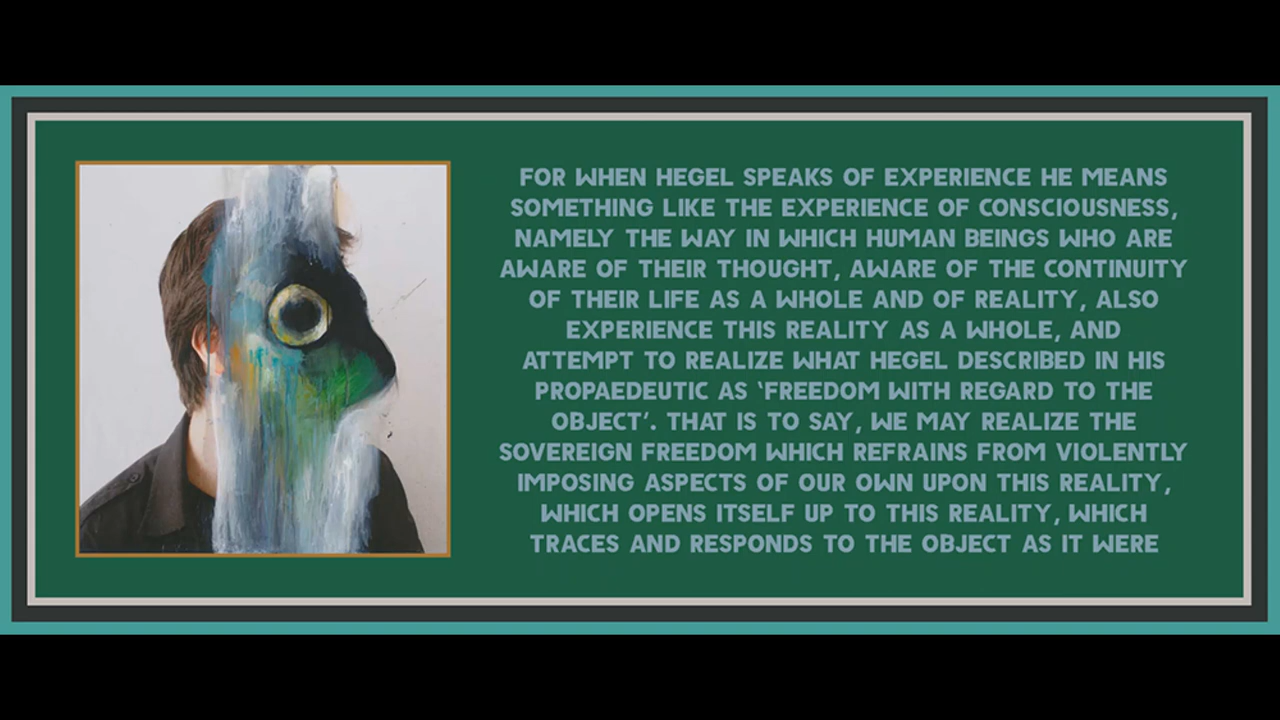 FOR WHEN HEGEL SPEAKS OF EXPERIENCE HE MEANS
SOMETHING LIKE THE EXPERIENCE OF CONSCIOUSNESS,
NAMELY THE WAY IN WHICH HUMAN BEINGS WHO ARE
AWARE OF THEIR THOUGHT, AWARE OF THE CONTINUITY
OF THEIR LIFE AS A WHOLE AND OF REALITY, ALSO
EXPERIENCE THIS REALITY AS A WHOLE, AND
ATTEMPT TO REALIZE WHAT HEGEL DESCRIBED IN HIS
PROPAEDEUTIC AS ‘FREEDOM WITH REGARD TO THE
OBJECT’. THAT IS TO SAY, WE MAY REALIZE THE
SOVEREIGN FREEDOM WHICH REFRAINS FROM VIOLENTLY
IMPOSING ASPECTS OF OUR OWN UPON THIS REALITY,
WHICH OPENS ITSELF UP TO THIS REALITY, WHICH
TRACES AND RESPONDS TO THE OBJECT AS IT WERE